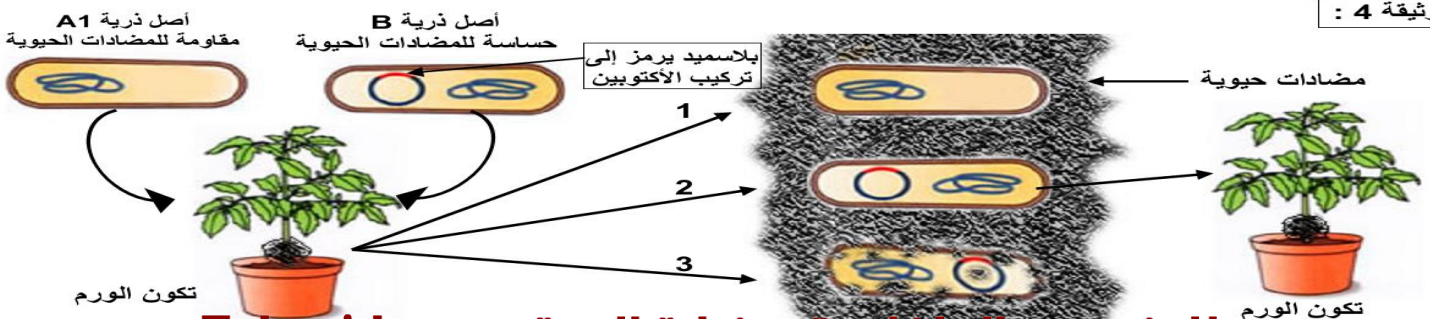 وثيقة 4 :
أصل ذرية A1
مقاومة للمضادات الحيوية
أصل ذرية B
حساسة للمضادات الحيوية
بلاسميد يرمز إلى
تركيب الأكتوبين
مضادات حيوية
1
2
3
تكون الورم
تكون الورم